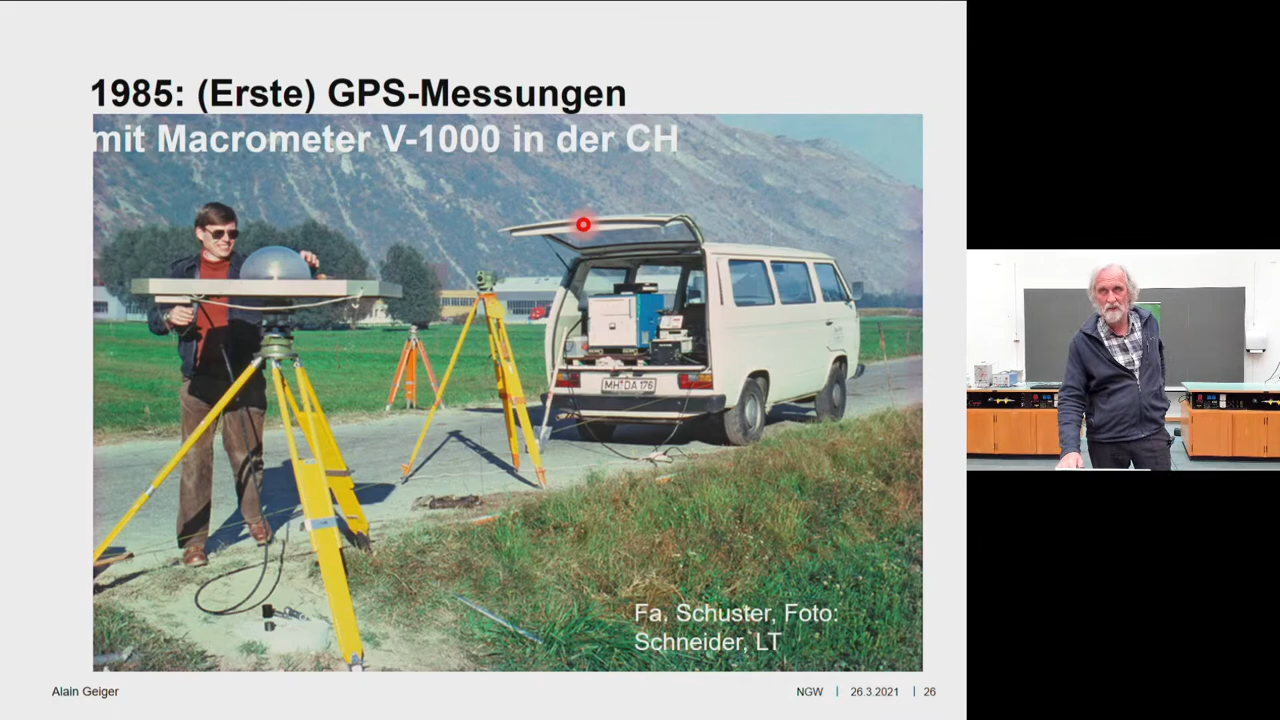 1985: (Erste) GPS-Messungen
mit Macrometer V-1000 in der CH
MH DA 176
Fa. Schuster, Foto:
Schneider, LT
Alain Geiger
NGW | 26.3.2021 | 26